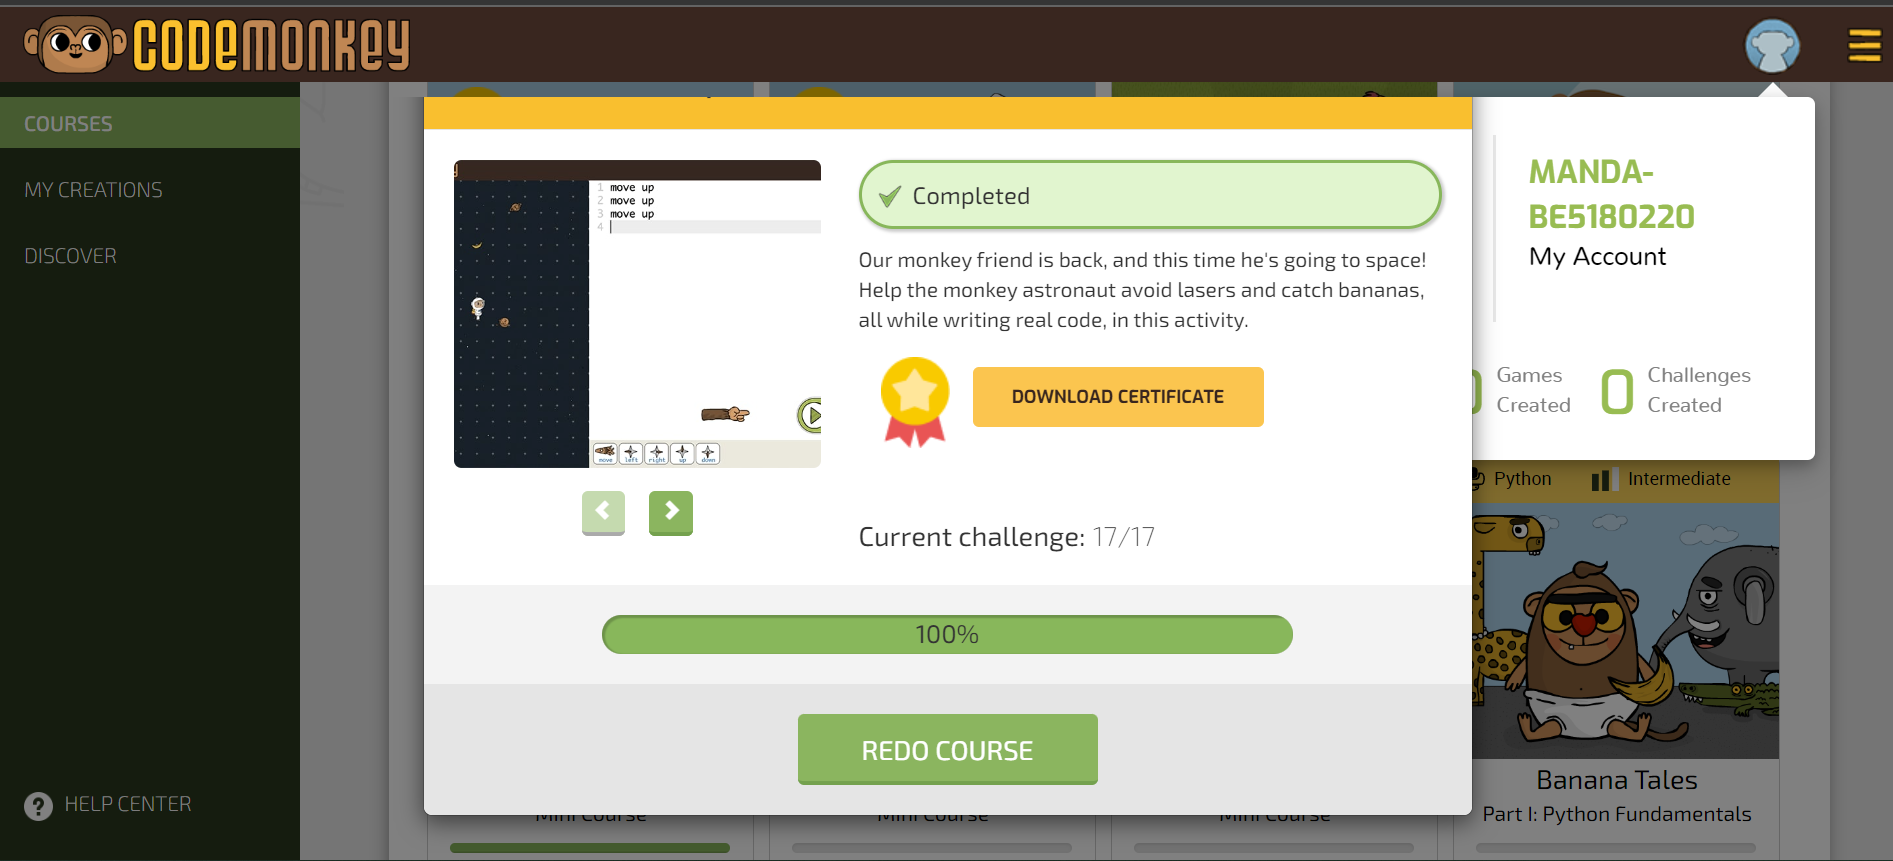 CODEMONKEY
COURSES
MY CREATIONS
DISCOVER
HELP CENTER
1 move up
2 move up
3 move up
4
move left right up down
Completed
Our monkey friend is back, and this time he's going to space!
Help the monkey astronaut avoid lasers and catch bananas,
all while writing real code, in this activity.
DOWNLOAD CERTIFICATE
Current challenge: 17/17
100%
REDO COURSE
MANDA-
BE5180220
My Account
0 Games
Created
0 Challenges
Created
Python
Intermediate
Banana Tales
Part I: Python Fundamentals
Mini Course
Mini Course
Mini Course